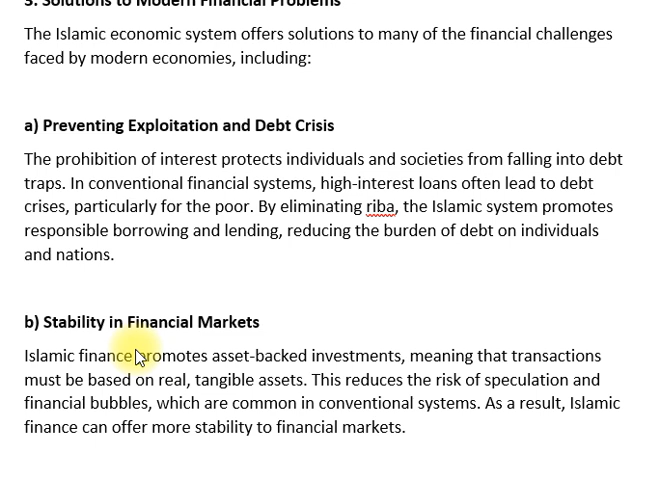 3. Solutions to Modern Financial Problems
The Islamic economic system offers solutions to many of the financial challenges
faced by modern economies, including:
a) Preventing Exploitation and Debt Crisis
The prohibition of interest protects individuals and societies from falling into debt
traps. In conventional financial systems, high-interest loans often lead to debt
crises, particularly for the poor. By eliminating riba, the Islamic system promotes
responsible borrowing and lending, reducing the burden of debt on individuals
and nations.
b) Stability in Financial Markets
Islamic finance promotes asset-backed investments, meaning that transactions
must be based on real, tangible assets. This reduces the risk of speculation and
financial bubbles, which are common in conventional systems. As a result, Islamic
finance can offer more stability to financial markets.